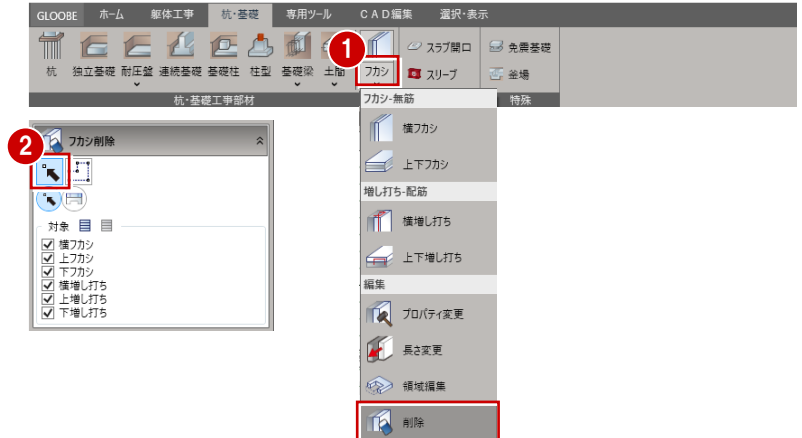 GLOOBE ホーム 躯体工事 杭・基礎 専用ツール CAD編集 選択・表示
1
スラブ開口 免震基礎
杭 独立基礎 耐圧盤 連続基礎 基礎柱 柱型 基礎梁 土間 フカシ スリーブ 釜場
杭・基礎工事部材 特殊
フカシ-無筋
横フカシ
上下フカシ
増し打ち-配筋
横増し打ち
上下増し打ち
編集
プロパティ変更
長さ変更
領域編集
削除
2
フカシ削除
対象
横フカシ
上フカシ
下フカシ
横増し打ち
上増し打ち
下増し打ち